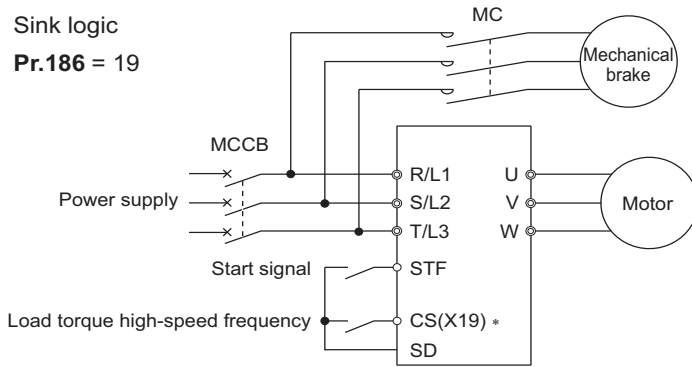 Sink logic
Pr.186 = 19
MC
Mechanical
brake
MCCB
Power supply
R/L1
S/L2
T/L3
U
V
W
Motor
Start signal
STF
Load torque high-speed frequency
CS(X19) *
SD